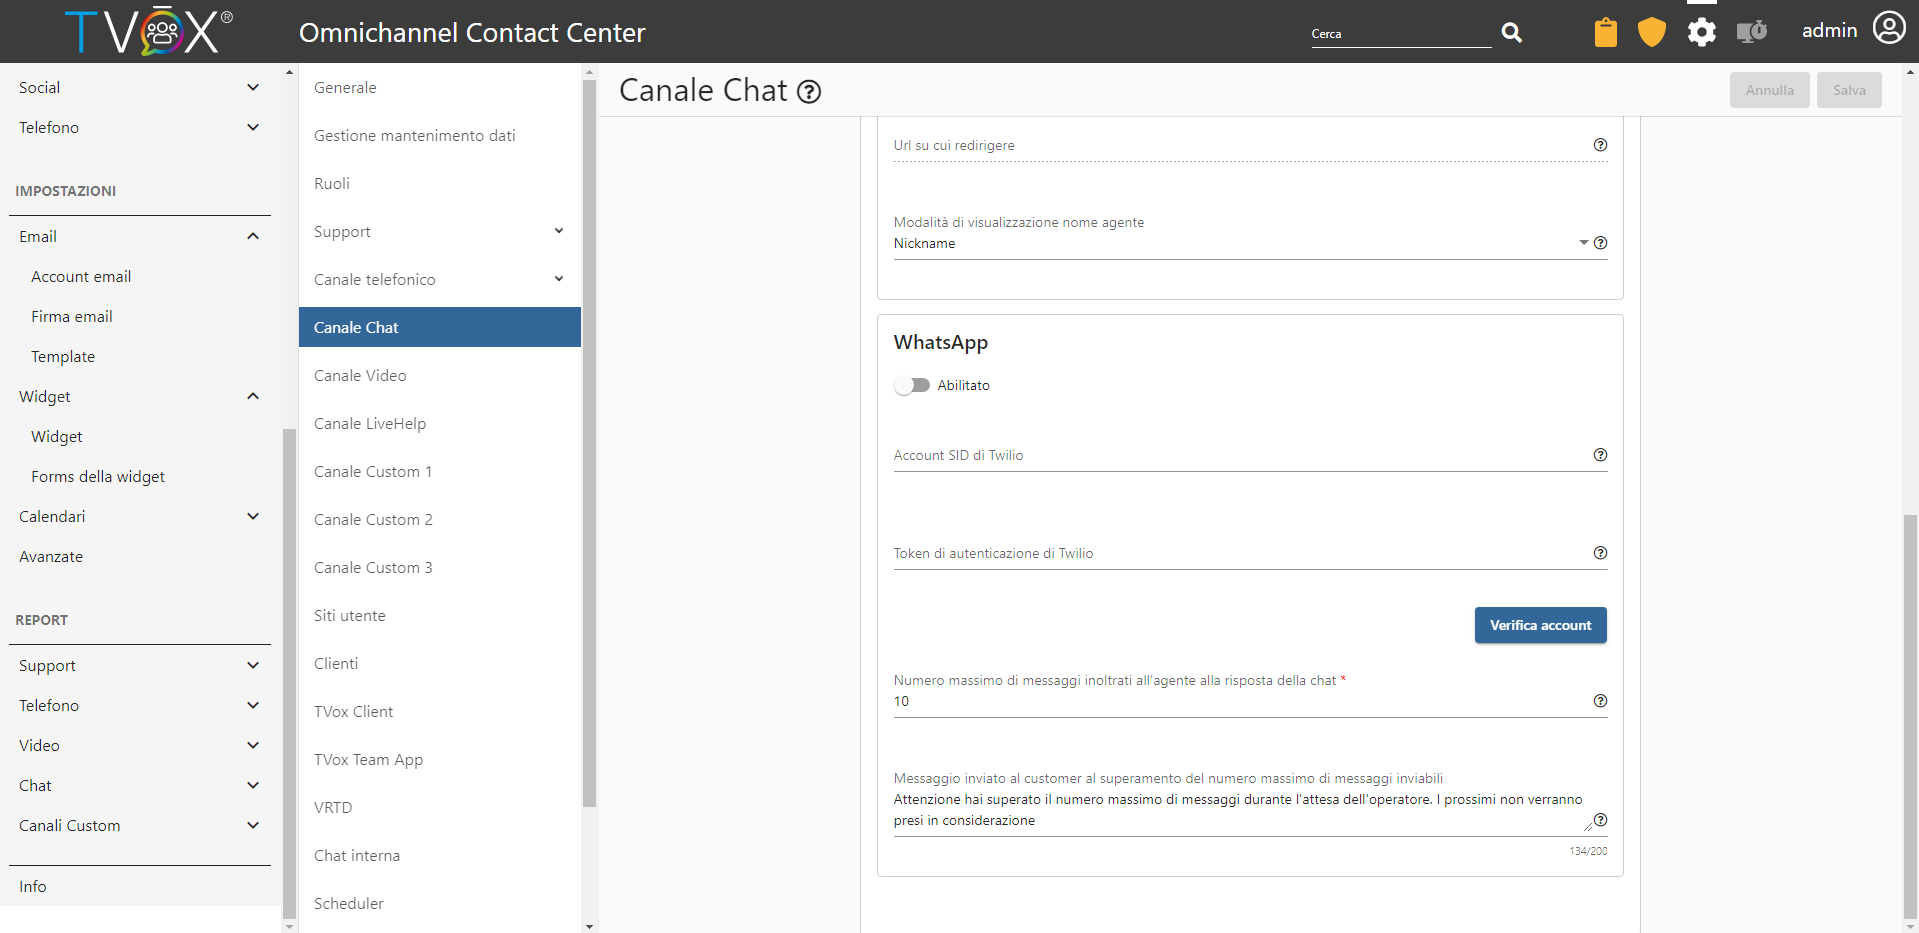 TVOX®
Omnichannel Contact Center
Cerca
admin
Social
Telefono
IMPOSTAZIONI
Email
Account email
Firma email
Template
Widget
Widget
Forms della widget
Calendari
Avanzate
REPORT
Support
Telefono
Video
Chat
Canali Custom
Info
Generale
Gestione mantenimento dati
Ruoli
Support
Canale telefonico
Canale Chat
Canale Video
Canale LiveHelp
Canale Custom 1
Canale Custom 2
Canale Custom 3
Siti utente
Clienti
TVox Client
TVox Team App
VRTD
Chat interna
Scheduler
Canale Chat
Annulla
Salva
Url su cui redirigere
Modalità di visualizzazione nome agente
Nickname
WhatsApp
Abilitato
Account SID di Twilio
Token di autenticazione di Twilio
Verifica account
Numero massimo di messaggi inoltrati all'agente alla risposta della chat *
10
Messaggio inviato al customer al superamento del numero massimo di messaggi inviabili
Attenzione hai superato il numero massimo di messaggi durante l'attesa dell'operatore. I prossimi non verranno
presi in considerazione
134/200